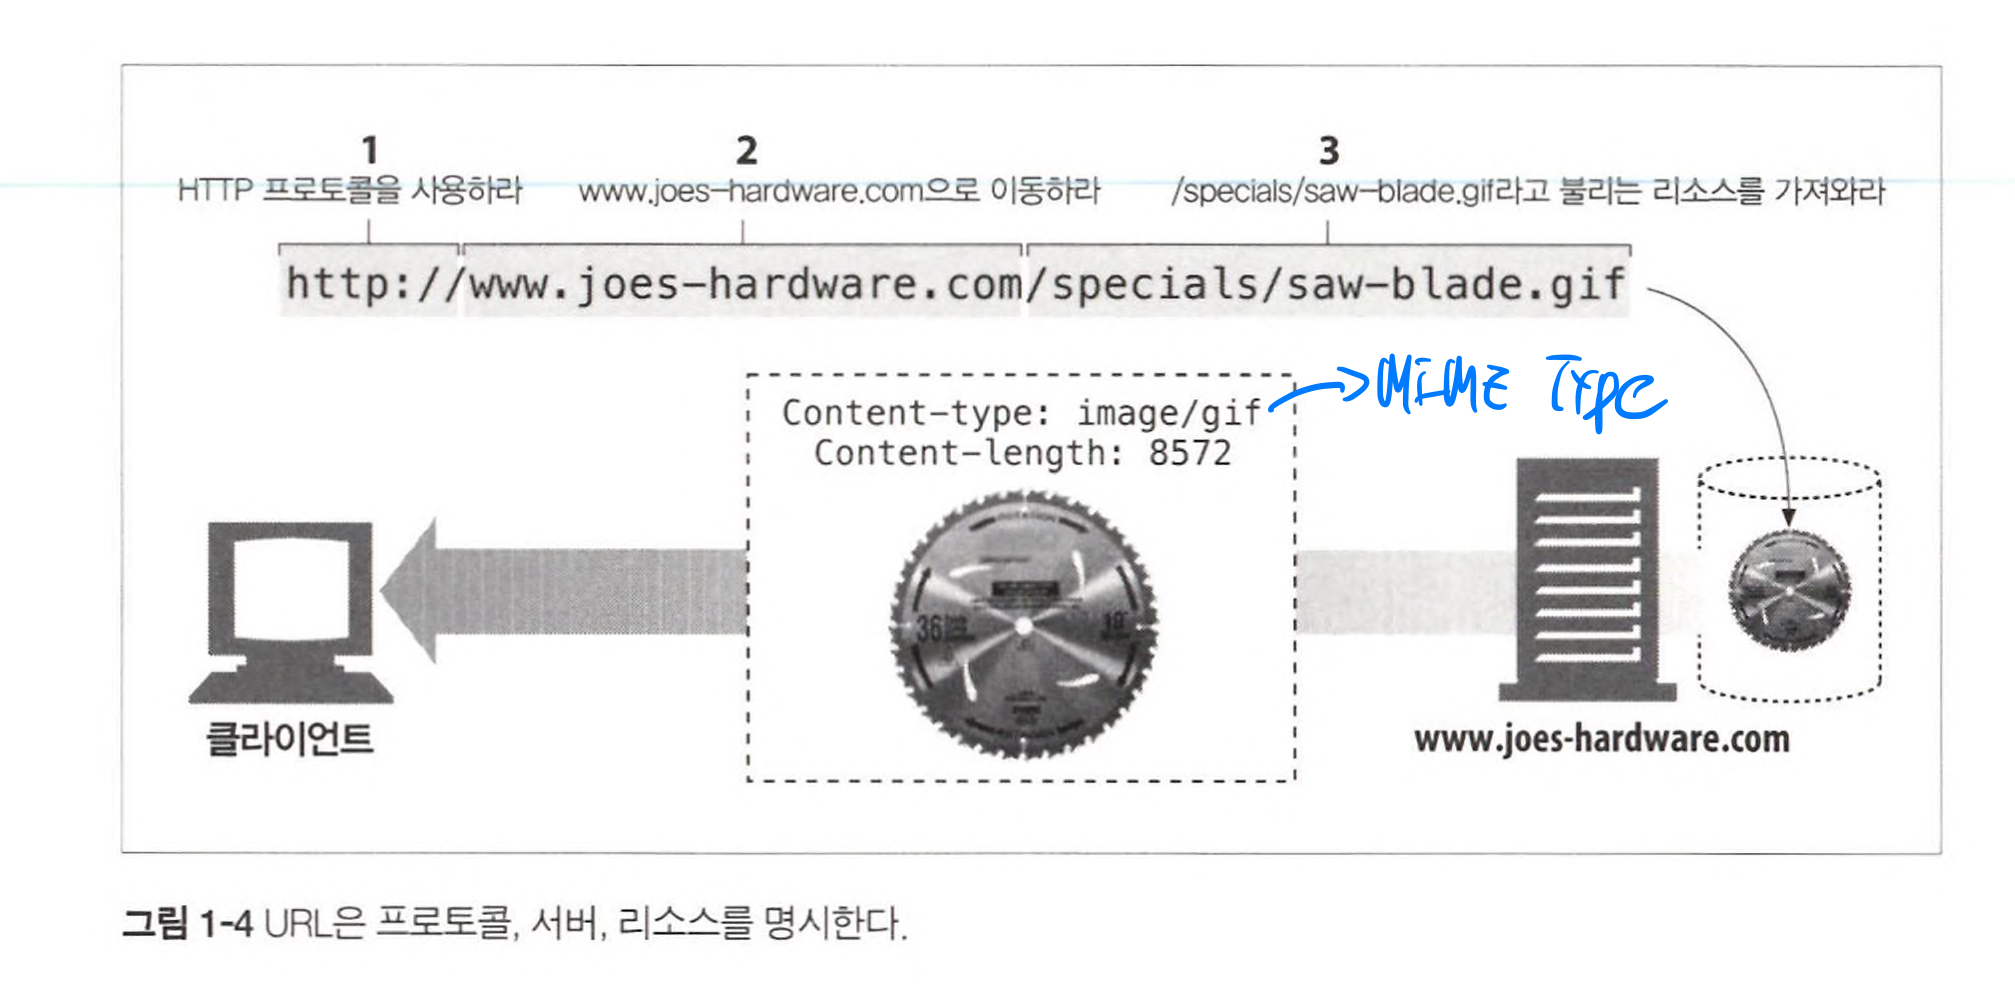 1
HTTP 프로토콜을 사용하라
2
www.joes-hardware.com으로 이동하라
3
/specials/saw-blade.gif라고 불리는 리소스를 가져와라
http://www.joes-hardware.com/specials/saw-blade.gif
Content-type: image/gif
Content-length: 8572
MiME Type
36
10"
클라이언트
www.joes-hardware.com
그림 1-4 URL은 프로토콜, 서버, 리소스를 명시한다.